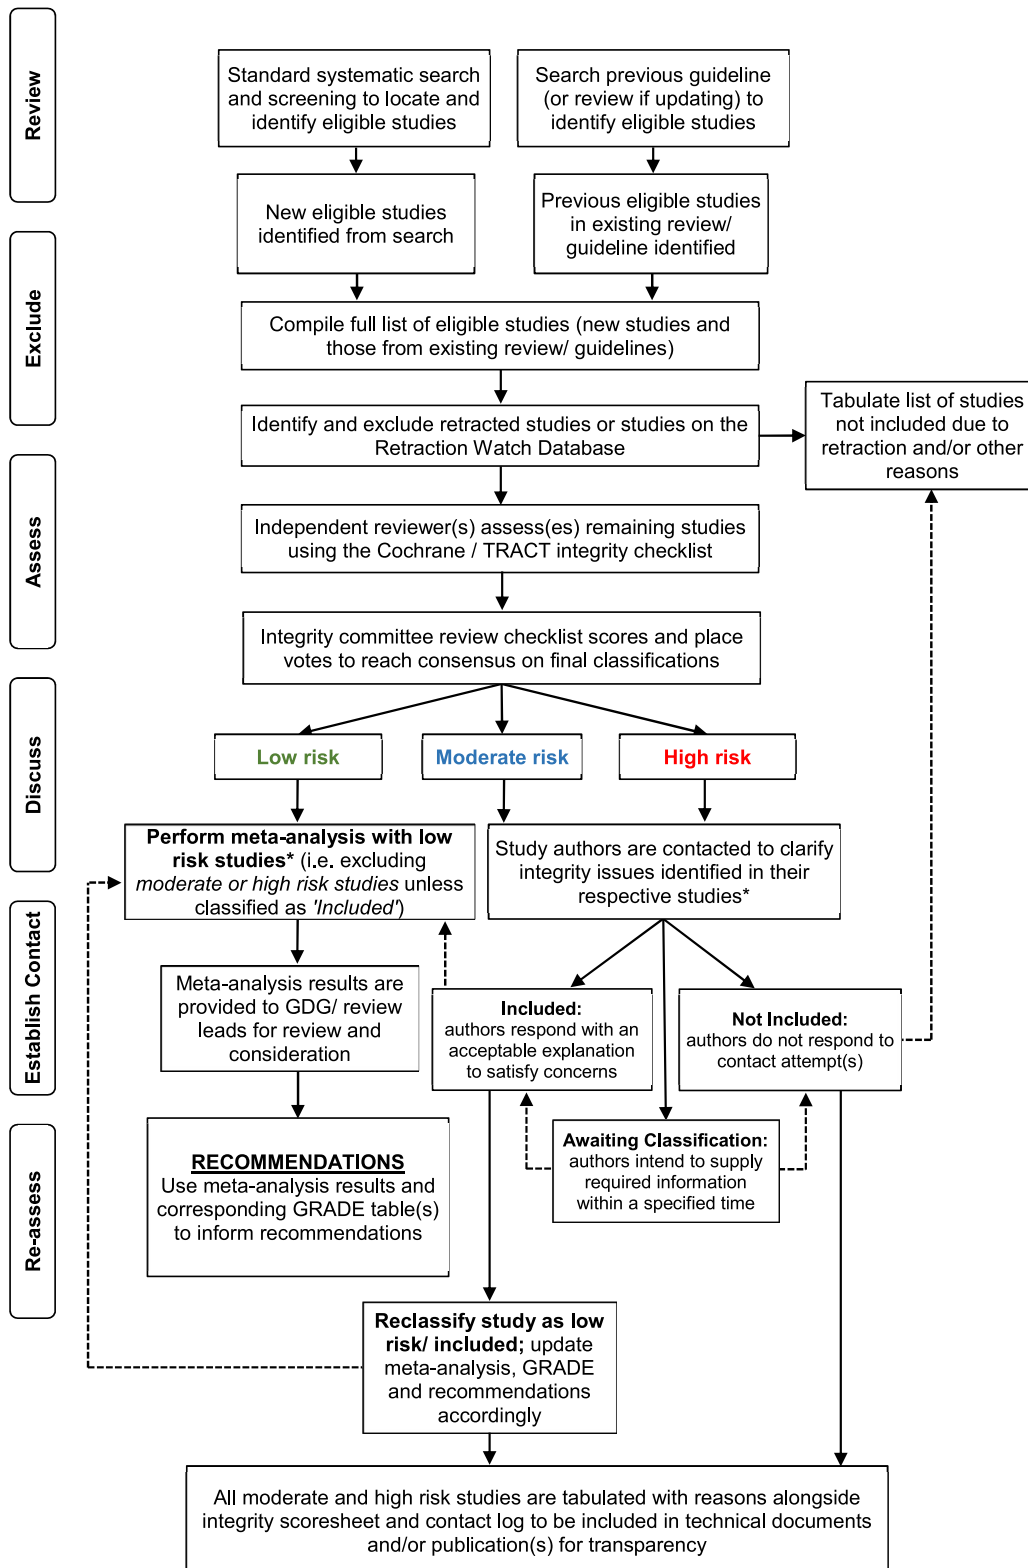 Review
Exclude
Assess
Discuss
Establish Contact
Re-assess
Standard systematic search
and screening to locate and
identify eligible studies
Search previous guideline
(or review if updating) to
identify eligible studies
New eligible studies
identified from search
Previous eligible studies
in existing review/
guideline identified
Compile full list of eligible studies (new studies and
those from existing review/ guidelines)
Identify and exclude retracted studies or studies on the
Retraction Watch Database
Tabulate list of studies
not included due to
retraction and/or other
reasons
Independent reviewer(s) assess(es) remaining studies
using the Cochrane / TRACT integrity checklist
Integrity committee review checklist scores and place
votes to reach consensus on final classifications
Low risk
Moderate risk
High risk
Perform meta-analysis with low
risk studies* (i.e. excluding
moderate or high risk studies unless
classified as 'Included')
Study authors are contacted to clarify
integrity issues identified in their
respective studies*
Meta-analysis results are
provided to GDG/ review
leads for review and
consideration
Included:
authors respond with an
acceptable explanation
to satisfy concerns
Not Included:
authors do not respond to
contact attempt(s)
Awaiting Classification:
authors intend to supply
required information
within a specified time
RECOMMENDATIONS
Use meta-analysis results and
corresponding GRADE table(s)
to inform recommendations
Reclassify study as low
risk/ included; update
meta-analysis, GRADE
and recommendations
accordingly
All moderate and high risk studies are tabulated with reasons alongside
integrity scoresheet and contact log to be included in technical documents
and/or publication(s) for transparency